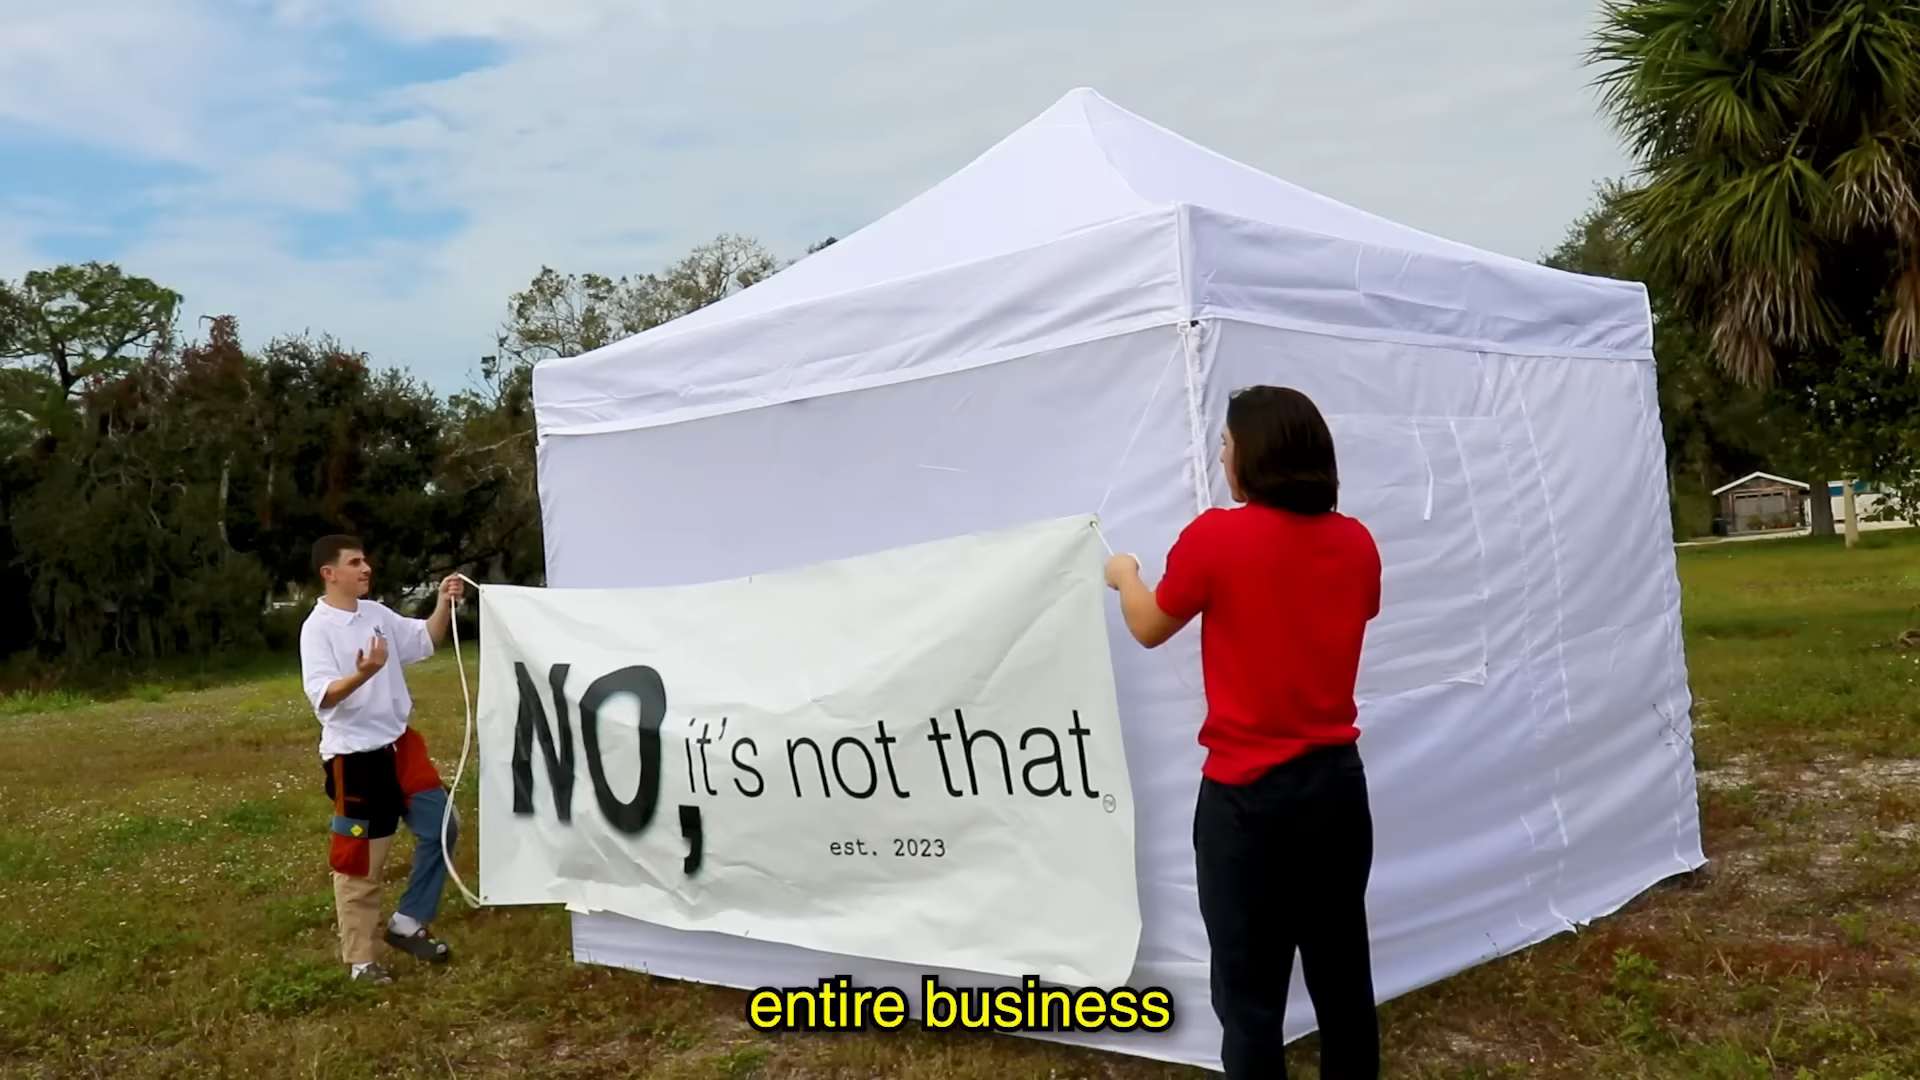 NO, it's not that
est. 2023
entire business